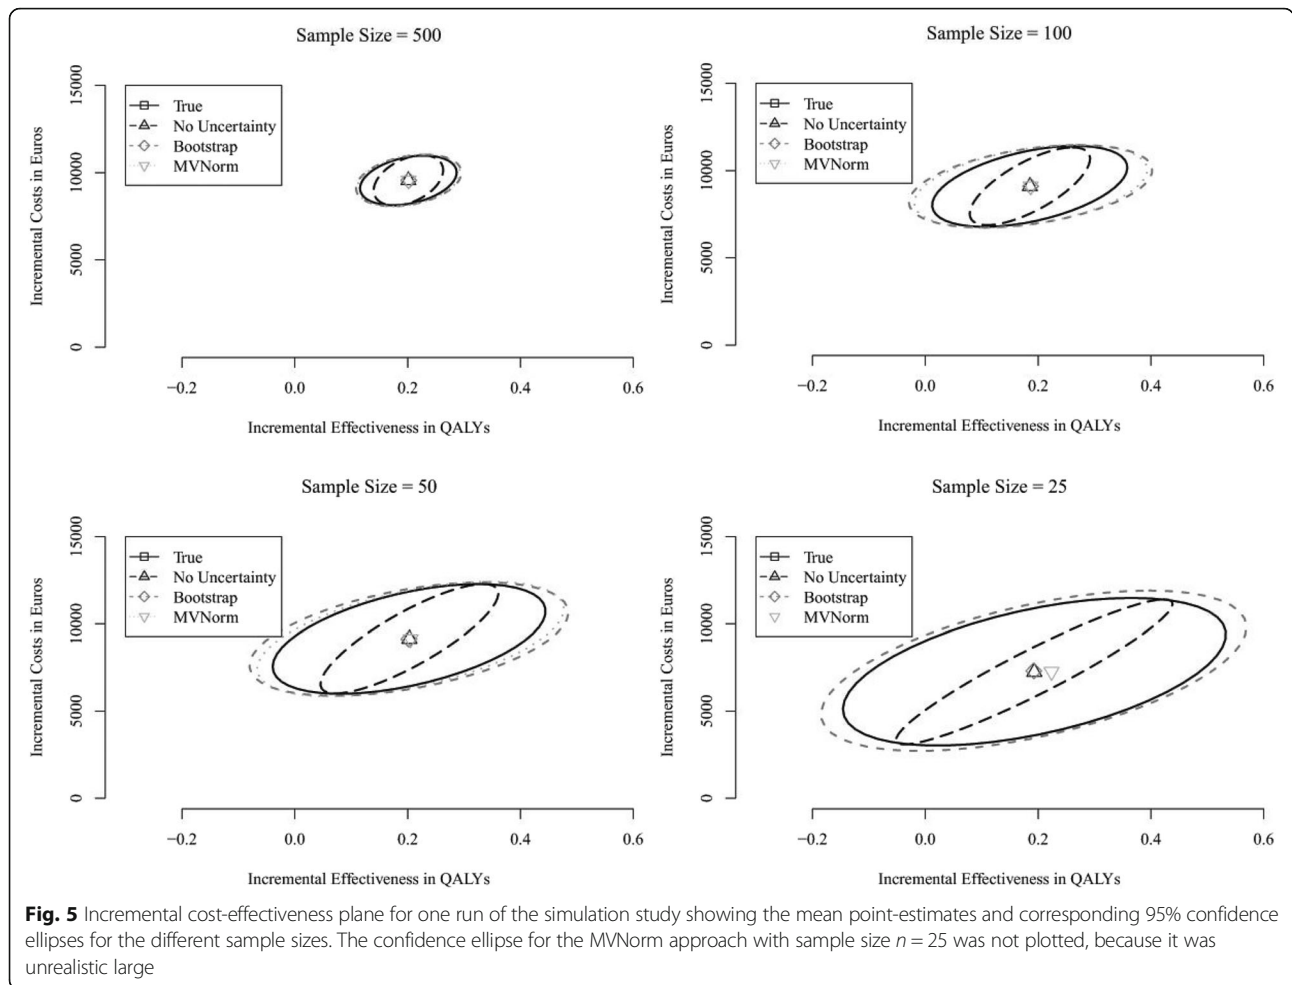 Sample Size = 500
15000
10000
5000
0
Incremental Costs in Euros
True
No Uncertainty
Bootstrap
MVNorm
−0.2 0.0 0.2 0.4 0.6
Incremental Effectiveness in QALYs
Sample Size = 100
15000
10000
5000
0
Incremental Costs in Euros
True
No Uncertainty
Bootstrap
MVNorm
−0.2 0.0 0.2 0.4 0.6
Incremental Effectiveness in QALYs
Sample Size = 50
15000
10000
5000
0
Incremental Costs in Euros
True
No Uncertainty
Bootstrap
MVNorm
−0.2 0.0 0.2 0.4 0.6
Incremental Effectiveness in QALYs
Sample Size = 25
15000
10000
5000
0
Incremental Costs in Euros
True
No Uncertainty
Bootstrap
MVNorm
−0.2 0.0 0.2 0.4 0.6
Incremental Effectiveness in QALYs
Fig. 5 Incremental cost-effectiveness plane for one run of the simulation study showing the mean point-estimates and corresponding 95% confidence
ellipses for the different sample sizes. The confidence ellipse for the MVNorm approach with sample size n = 25 was not plotted, because it was
unrealistic large